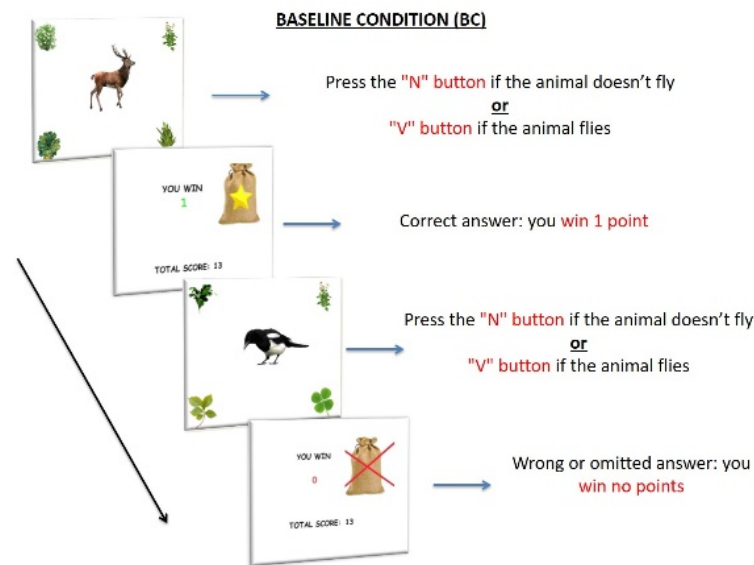 BASELINE CONDITION (BC)
Press the "N" button if the animal doesn't fly
or
"V" button if the animal flies
YOU WIN
1
TOTAL SCORE: 13
Correct answer: you win 1 point
Press the "N" button if the animal doesn't fly
or
"V" button if the animal flies
YOU WIN
0
TOTAL SCORE: 13
Wrong or omitted answer: you
win no points